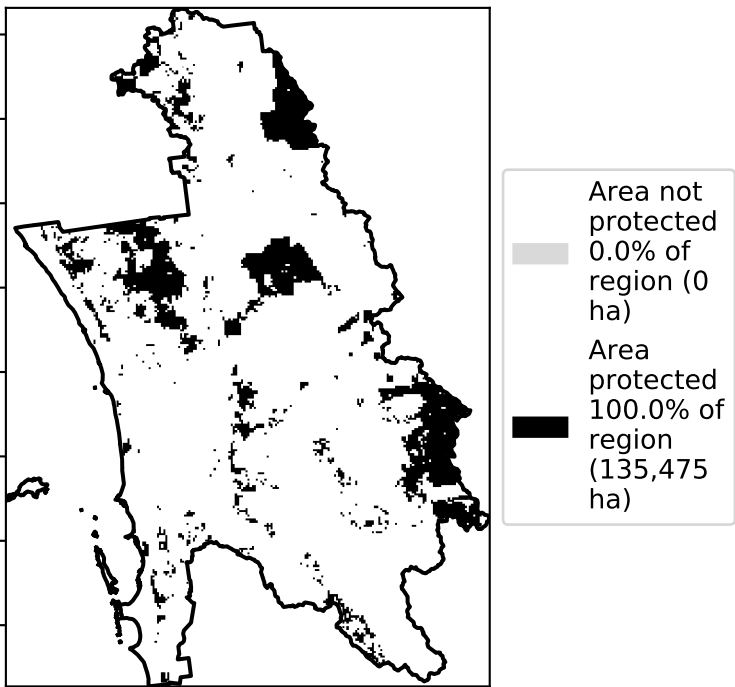 Area not
protected
0.0% of
region (0
ha)
Area
protected
100.0% of
region
(135,475
ha)